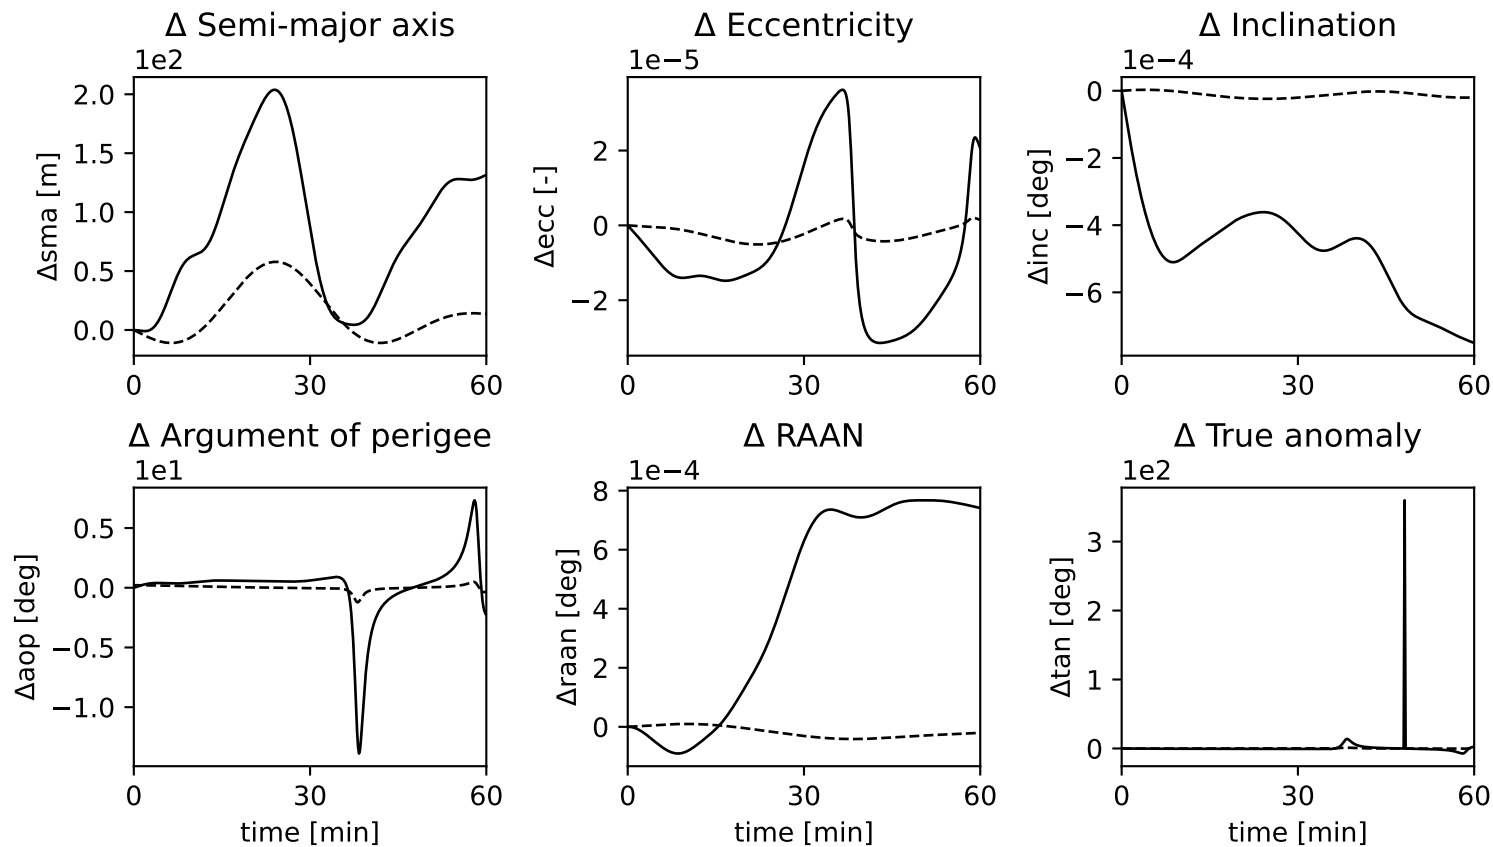 Δ Semi-major axis
1e2
Δsma [m]
2.0
1.5
1.0
0.5
0.0
0 30 60
Δ Eccentricity
1e−5
Δecc [-]
2
0
−2
0 30 60
Δ Inclination
1e−4
Δinc [deg]
0
−2
−4
−6
0 30 60
Δ Argument of perigee
1e1
Δaop [deg]
0.5
0.0
−0.5
−1.0
0 30 60
time [min]
Δ RAAN
1e−4
Δraan [deg]
8
6
4
2
0
0 30 60
time [min]
Δ True anomaly
1e2
Δtan [deg]
3
2
1
0
0 30 60
time [min]